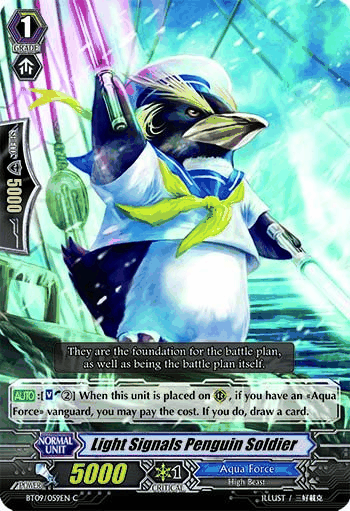 1
GRADE
SHIELD
5000
They are the foundation for the battle plan,
as well as being the battle plan itself.
AUTO :[ ②] When this unit is placed on , if you have an «Aqua
Force» vanguard, you may pay the cost. If you do, draw a card.
NORMAL
UNIT
Light Signals Penguin Soldier
POWER
5000
1
CRITICAL
Aqua Force
High Beast
BT09/059EN C
ILLUST / 三好載克